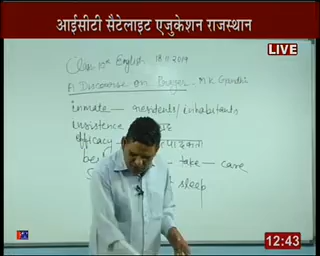 आईसीटी सैटेलाइट एजुकेशन राजस्थान
LIVE
Class 10th English 18.11.2019
A Discourse on Prayer - M K Gandhi
inmate — residents/inhabitants
insistence
efficacy
take — care
sleep
12:43